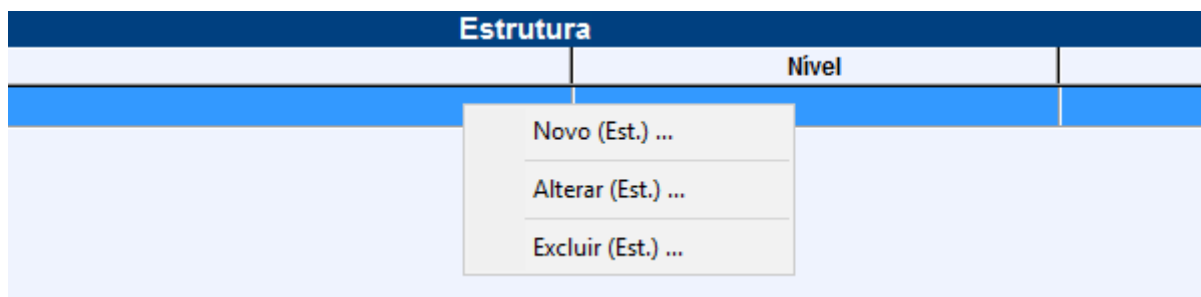 Estrutura
Nível
Novo (Est.) ...
Alterar (Est.) ...
Excluir (Est.) ...